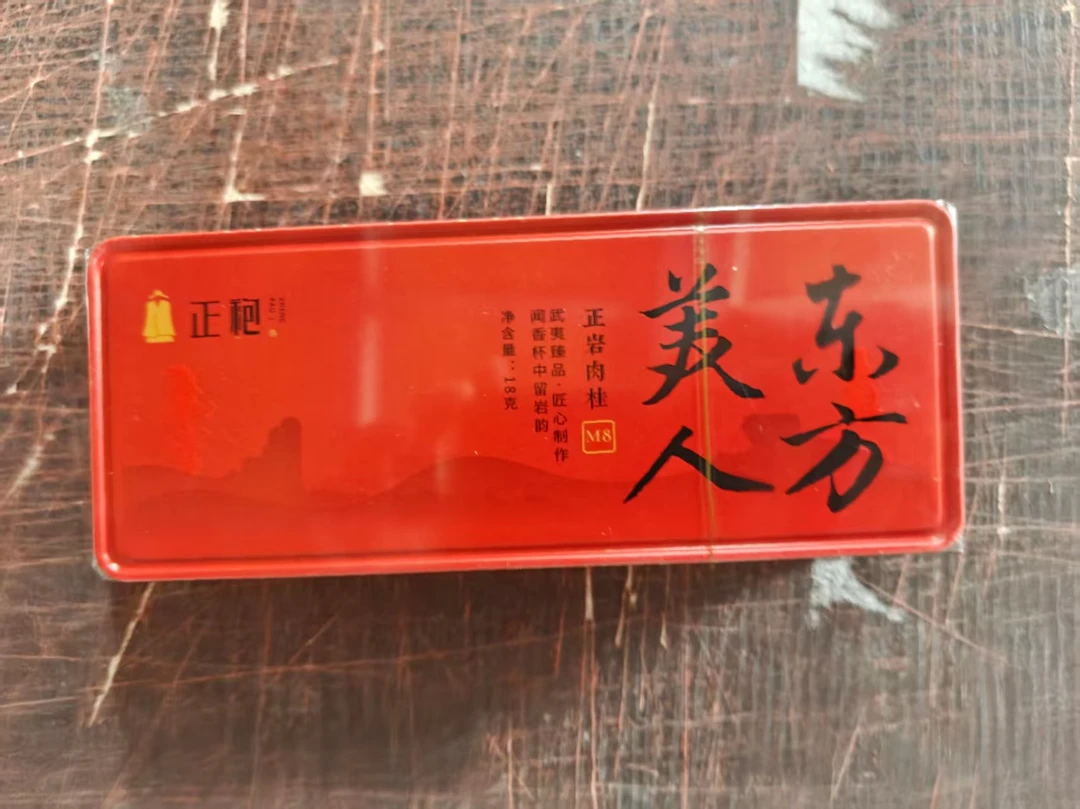 东方
美人
正岩肉桂
M8
武夷臻品·匠心制作
闻香杯中留岩韵
净含量：18克
正袍